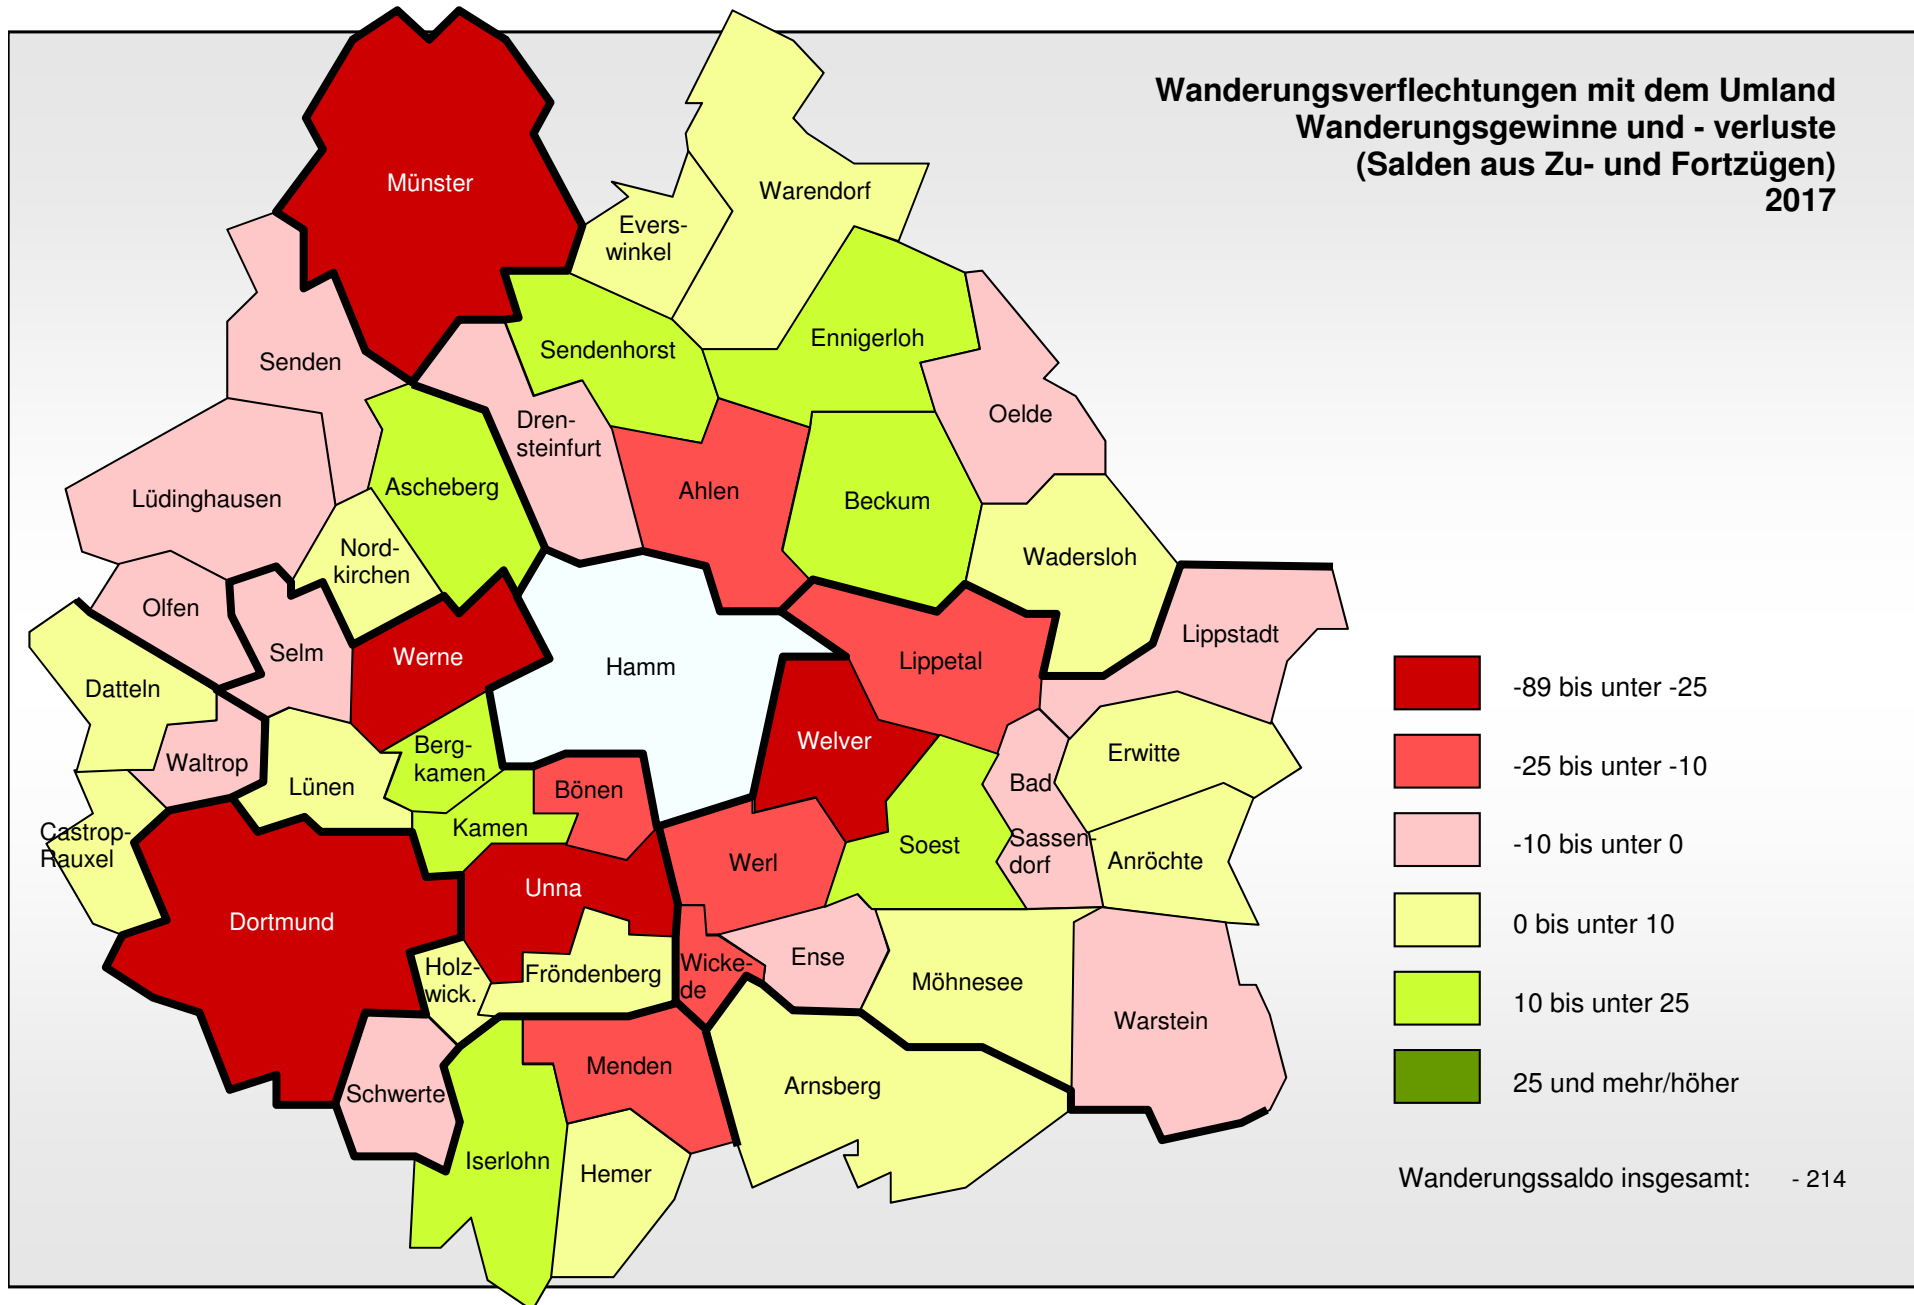 Wanderungsverflechtungen mit dem Umland
Wanderungsgewinne und - verluste
(Salden aus Zu- und Fortzügen)
2017
Münster
Warendorf
Evers-
winkel
Senden
Sendenhorst
Ennigerloh
Oelde
Dren-
steinfurt
Ascheberg
Lüdinghausen
Ahlen
Beckum
Nord-
kirchen
Wadersloh
Olfen
Selm
Werne
Hamm
Lippetal
Lippstadt
Datteln
Waltrop
Lünen
Berg-
kamen
Bönen
Kamen
Welver
Erwitte
Bad
Sassen-
dorf
Castrop-
Rauxel
Soest
Werl
Anröchte
Unna
Dortmund
Holz-
wick.
Fröndenberg
Wicke-
de
Ense
Möhnesee
Warstein
Schwerte
Menden
Arnsberg
Iserlohn
Hemer
-89 bis unter -25
-25 bis unter -10
-10 bis unter 0
0 bis unter 10
10 bis unter 25
25 und mehr/höher
Wanderungssaldo insgesamt: - 214